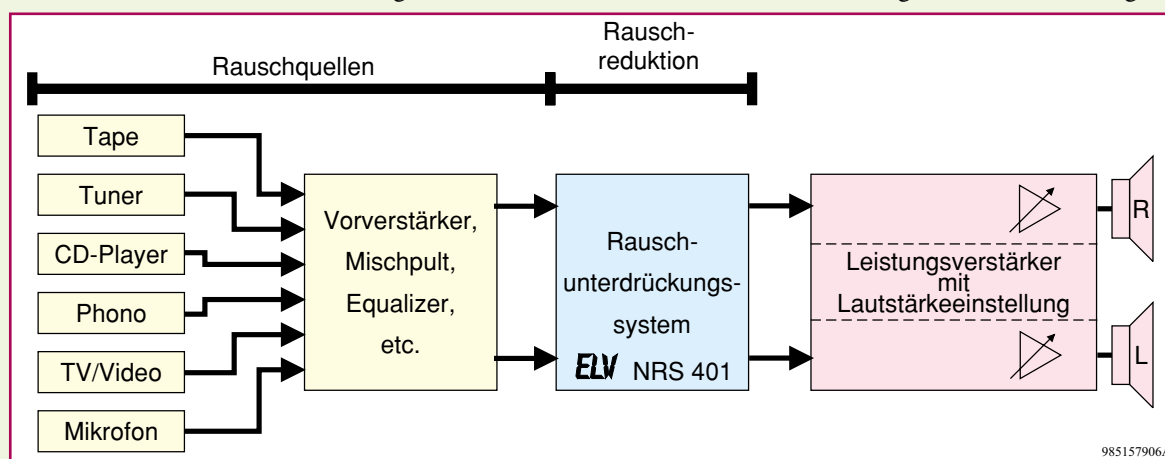 Rauschquellen
Rausch-
reduktion
Tape
Tuner
CD-Player
Phono
TV/Video
Mikrofon
Vorverstärker,
Mischpult,
Equalizer,
etc.
Rausch-
unterdrückungs-
system
ELV NRS 401
Leistungsverstärker
mit
Lautstärkeeinstellung
R
L
985157906A